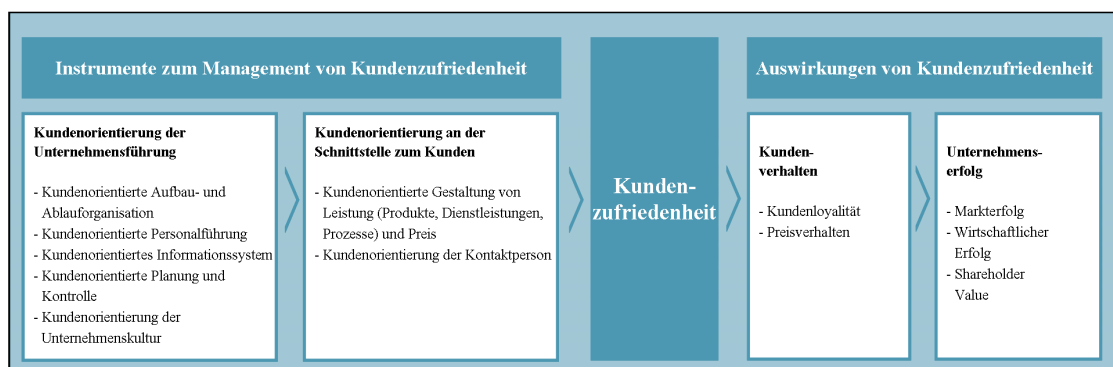 Instrumente zum Management von Kundenzufriedenheit
Kundenorientierung der
Unternehmensführung
- Kundenorientierte Aufbau- und
Ablauforganisation
- Kundenorientierte Personalführung
- Kundenorientiertes Informationssystem
- Kundenorientierte Planung und
Kontrolle
- Kundenorientierung der
Unternehmenskultur
Kundenorientierung an der
Schnittstelle zum Kunden
- Kundenorientierte Gestaltung von
Leistung (Produkte, Dienstleistungen,
Prozesse) und Preis
- Kundenorientierung der Kontaktperson
Kunden-
zufriedenheit
Auswirkungen von Kundenzufriedenheit
Kunden-
verhalten
- Kundenloyalität
- Preisverhalten
Unternehmens-
erfolg
- Markterfolg
- Wirtschaftlicher
Erfolg
- Shareholder
Value